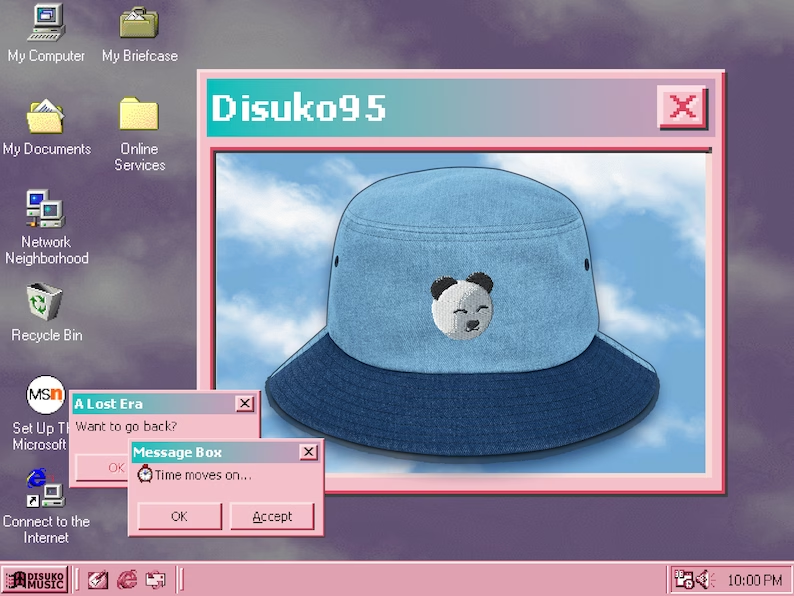 My Computer
My Briefcase
My Documents
Online
Services
Network
Neighborhood
Recycle Bin
MSn
Set Up Th
Microsoft
Connect to the
Internet
Disuko95
A Lost Era
Want to go back?
OK
Message Box
Time moves on...
OK
Accept
DISUKO
MUSIC
10:00 PM